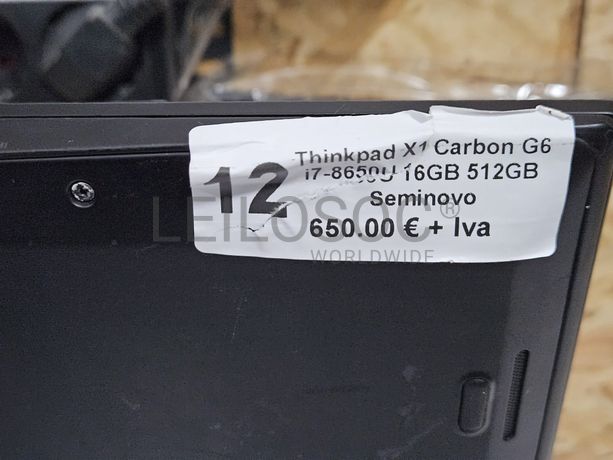 12
Thinkpad X1 Carbon G6
i7-8650U 16GB 512GB
Seminovo
650.00 € + Iva
LEILOSOC®
WORLDWIDE